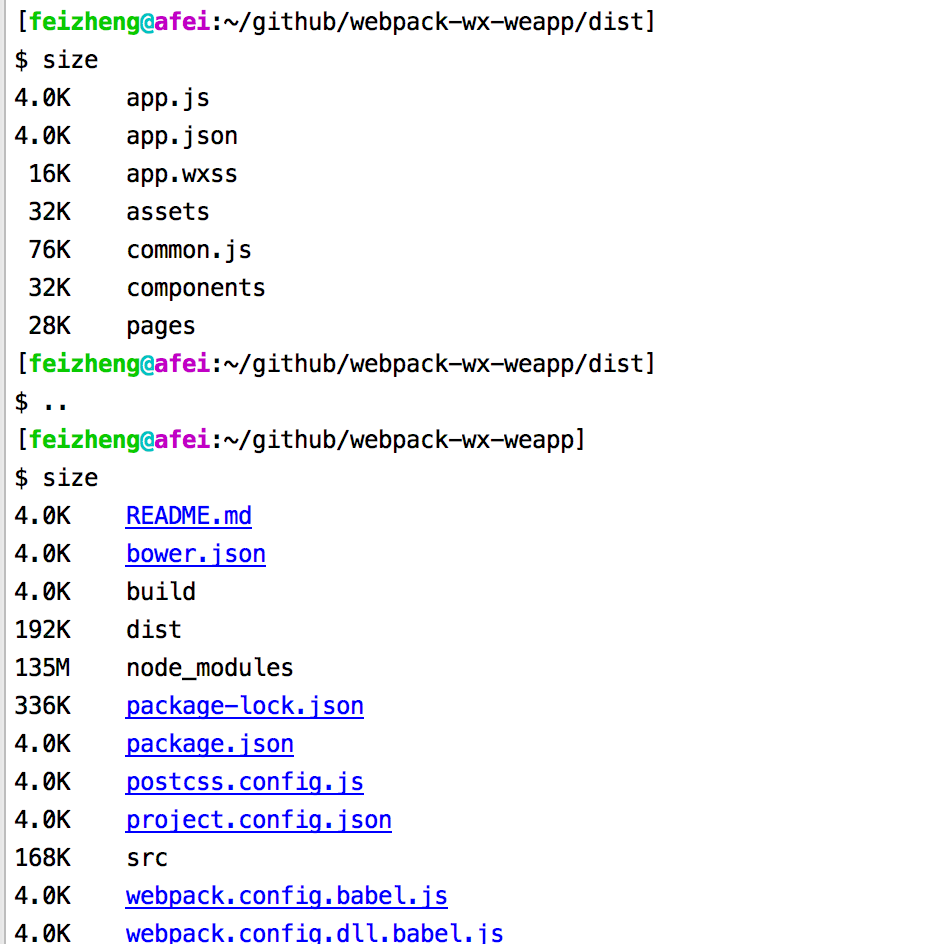 [feizheng@afei:~/github/webpack-wx-weapp/dist]
$ size
4.0K    app.js
4.0K    app.json
 16K    app.wxss
 32K    assets
 76K    common.js
 32K    components
 28K    pages
[feizheng@afei:~/github/webpack-wx-weapp/dist]
$ ..
[feizheng@afei:~/github/webpack-wx-weapp]
$ size
4.0K    README.md
4.0K    bower.json
4.0K    build
192K    dist
135M    node_modules
336K    package-lock.json
4.0K    package.json
4.0K    postcss.config.js
4.0K    project.config.json
168K    src
4.0K    webpack.config.babel.js
4.0K    webpack.config.dll.babel.js